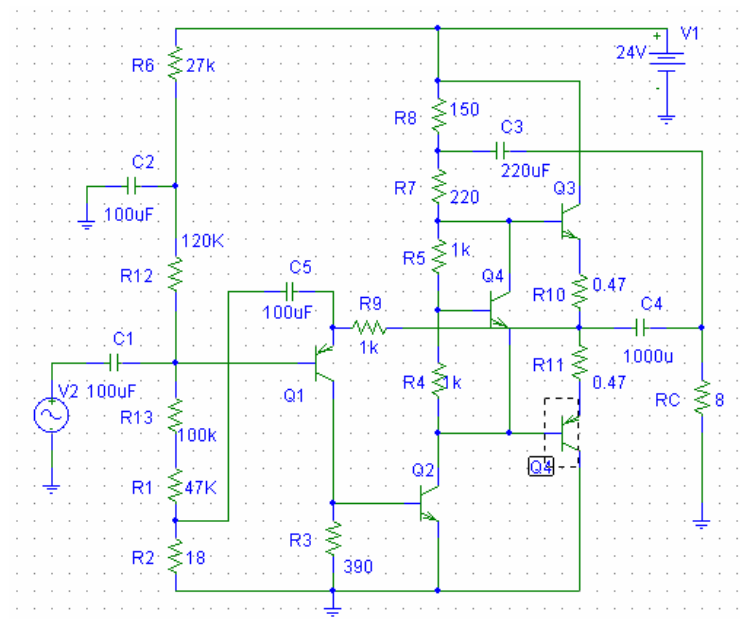 V1
24V
R6 27k
R8 150
C3
220uF
C2
100uF
R7 220
Q3
120K
R12
R5 1k
Q4
C5
100uF
R10 0.47
R9
1k
C4
1000u
C1
100uF
V2
Q1
R4 1k
R11
0.47
RC 8
R13
100k
Q2
Q4
R1 47K
R3
390
R2 18